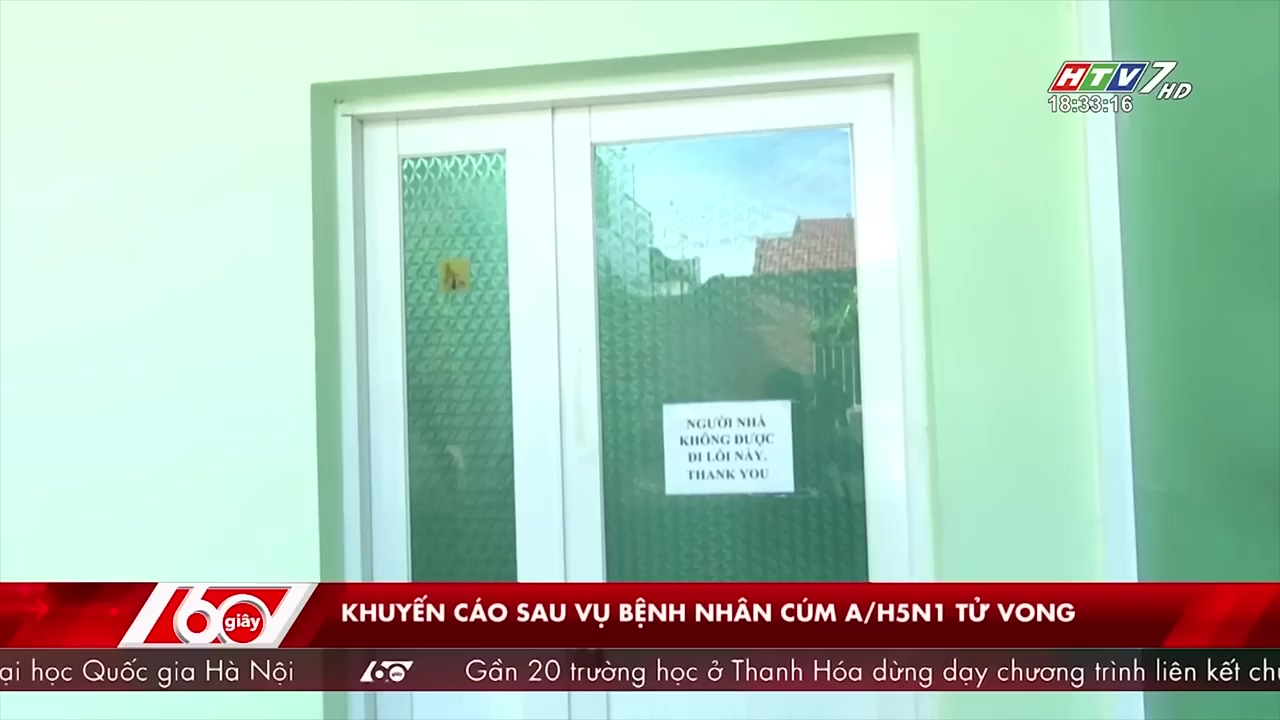 HTV7 HD
18:33:16
NGƯỜI NHÀ
KHÔNG ĐƯỢC
ĐI LỐI NÀY.
THANK YOU
60 giây
KHUYẾN CÁO SAU VỤ BỆNH NHÂN CÚM A/H5N1 TỬ VONG
ại học Quốc gia Hà Nội 60 giây Gần 20 trường học ở Thanh Hóa dừng dạy chương trình liên kết